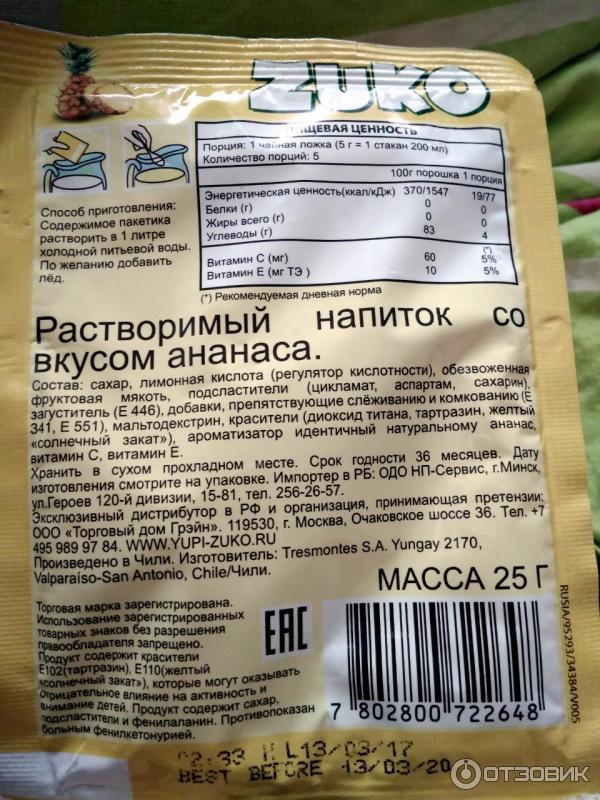 ZUKO
ПИЩЕВАЯ ЦЕННОСТЬ
Порция: 1 чайная ложка (5 г = 1 стакан 200 мл)
Количество порций: 5
100г порошка 1 порция
Энергетическая ценность(ккал/кДж) 370/1547 19/77
Белки (г) 0 0
Жиры всего (г) 0 0
Углеводы (г) 83 4
(*)
Витамин С (мг) 60 5%
Витамин Е (мг ТЭ ) 10 5%
(*) Рекомендуемая дневная норма
Способ приготовления:
Содержимое пакетика
растворить в 1 литре
холодной питьевой воды.
По желанию добавить
лёд.
Растворимый напиток со
вкусом ананаса.
Состав: сахар, лимонная кислота (регулятор кислотности), обезвоженная
фруктовая мякоть, подсластители (цикламат, аспартам, сахарин),
загуститель (Е 446), добавки, препятствующие слёживанию и комкованию (Е
341, Е 551), мальтодекстрин, красители (диоксид титана, тартразин, желтый
«солнечный закат»), ароматизатор идентичный натуральному ананас,
витамин С, витамин Е.
Хранить в сухом прохладном месте. Срок годности 36 месяцев. Дату
изготовления смотрите на упаковке. Импортер в РБ: ОДО НП-Сервис, г.Минск,
ул.Героев 120-й дивизии, 15-81, тел. 256-26-57.
Эксклюзивный дистрибутор в РФ и организация, принимающая претензии:
ООО «Торговый дом Грэйн». 119530, г. Москва, Очаковское шоссе 36. Тел. +7
495 989 97 84. WWW.YUPI-ZUKO.RU
Произведено в Чили. Изготовитель: Tresmontes S.A. Yungay 2170,
Valparaíso-San Antonio, Chile/Чили.
МАССА 25 Г
Торговая марка зарегистрирована.
Использование зарегистрированных
товарных знаков без разрешения
правообладателя запрещено.
Продукт содержит красители
Е102(тартразин), Е110(желтый
«солнечный закат»), которые могут оказывать
отрицательное влияние на активность и
внимание детей. Продукт содержит сахар,
подсластители и фенилаланин. Противопоказан
больным фенилкетонурией.
EAC
7 802800 722648
RUSIA/95293/34384/V005
L13/03/17
BEST BEFORE 13/03/20
ОТЗОВИК